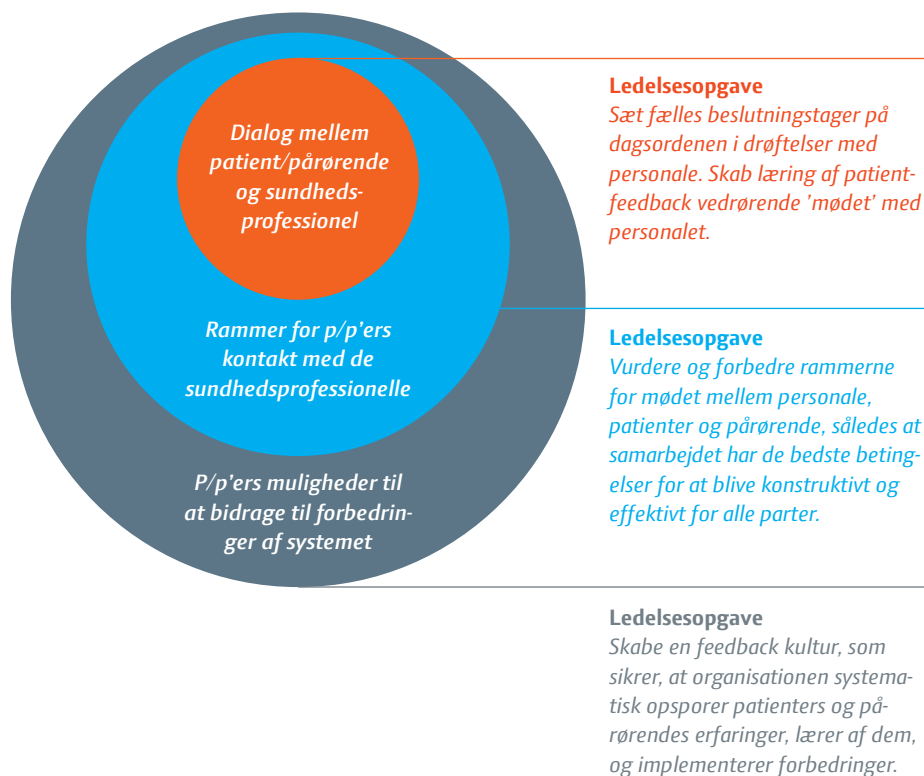 Dialog mellem
patient/pårørende
og sundheds-
professionel
Rammer for p/p'ers
kontakt med de
sundhedsprofessionelle
P/p'ers muligheder til
at bidrage til forbedrin-
ger af systemet
Ledelsesopgave
Sæt fælles beslutningstager på
dagsordenen i drøftelser med
personale. Skab læring af patient-
feedback vedrørende 'mødet' med
personalet.
Ledelsesopgave
Vurdere og forbedre rammerne
for mødet mellem personale,
patienter og pårørende, således at
samarbejdet har de bedste beting-
elser for at blive konstruktivt og
effektivt for alle parter.
Ledelsesopgave
Skabe en feedback kultur, som
sikrer, at organisationen systema-
tisk opsporer patienters og på-
rørendes erfaringer, lærer af dem,
og implementerer forbedringer.